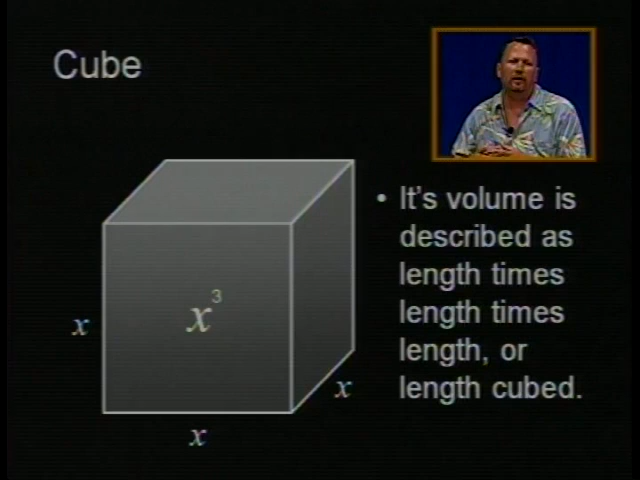 Cube
• It's volume is
described as
length times
length times
length, or
length cubed.
x³
x
x
x